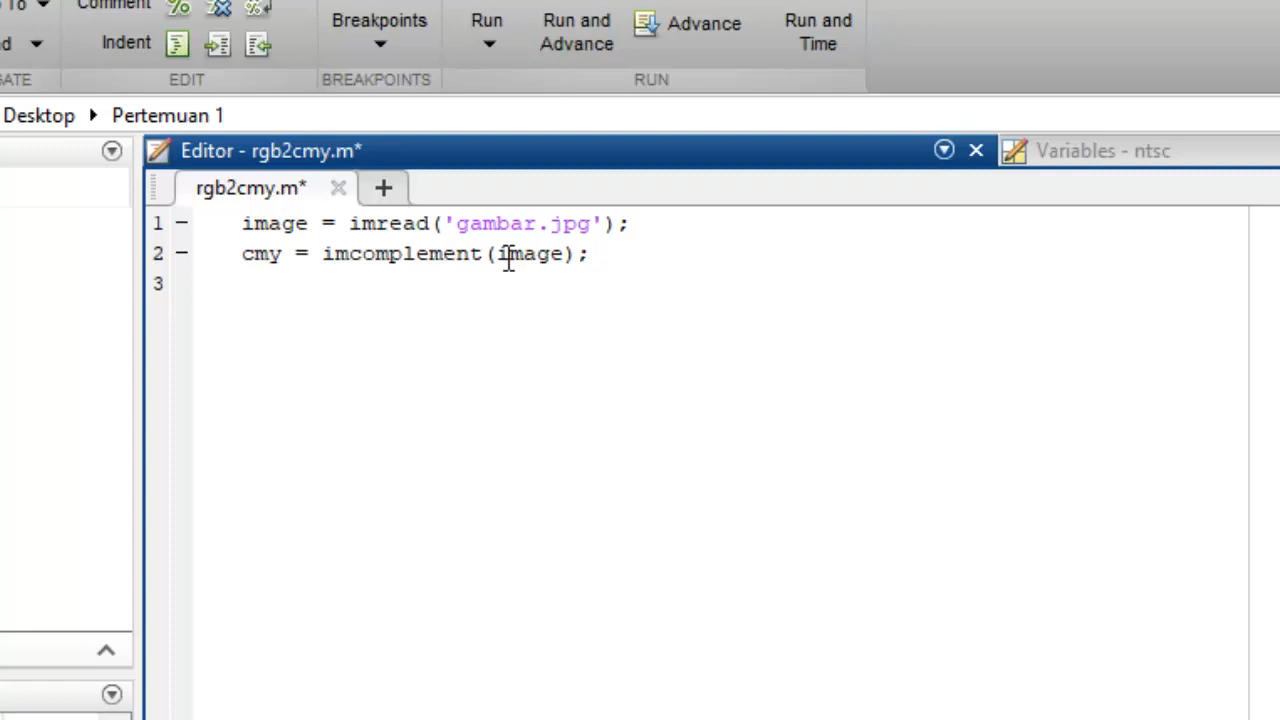 Comment
Breakpoints
Run
Run and
Advance
Advance
Run and
Time
Indent
EDIT
BREAKPOINTS
RUN
Desktop
Pertemuan 1
Editor - rgb2cmy.m*
Variables - ntsc
rgb2cmy.m*
1
image = imread('gambar.jpg');
2
cmy = imcomplement(image);
3